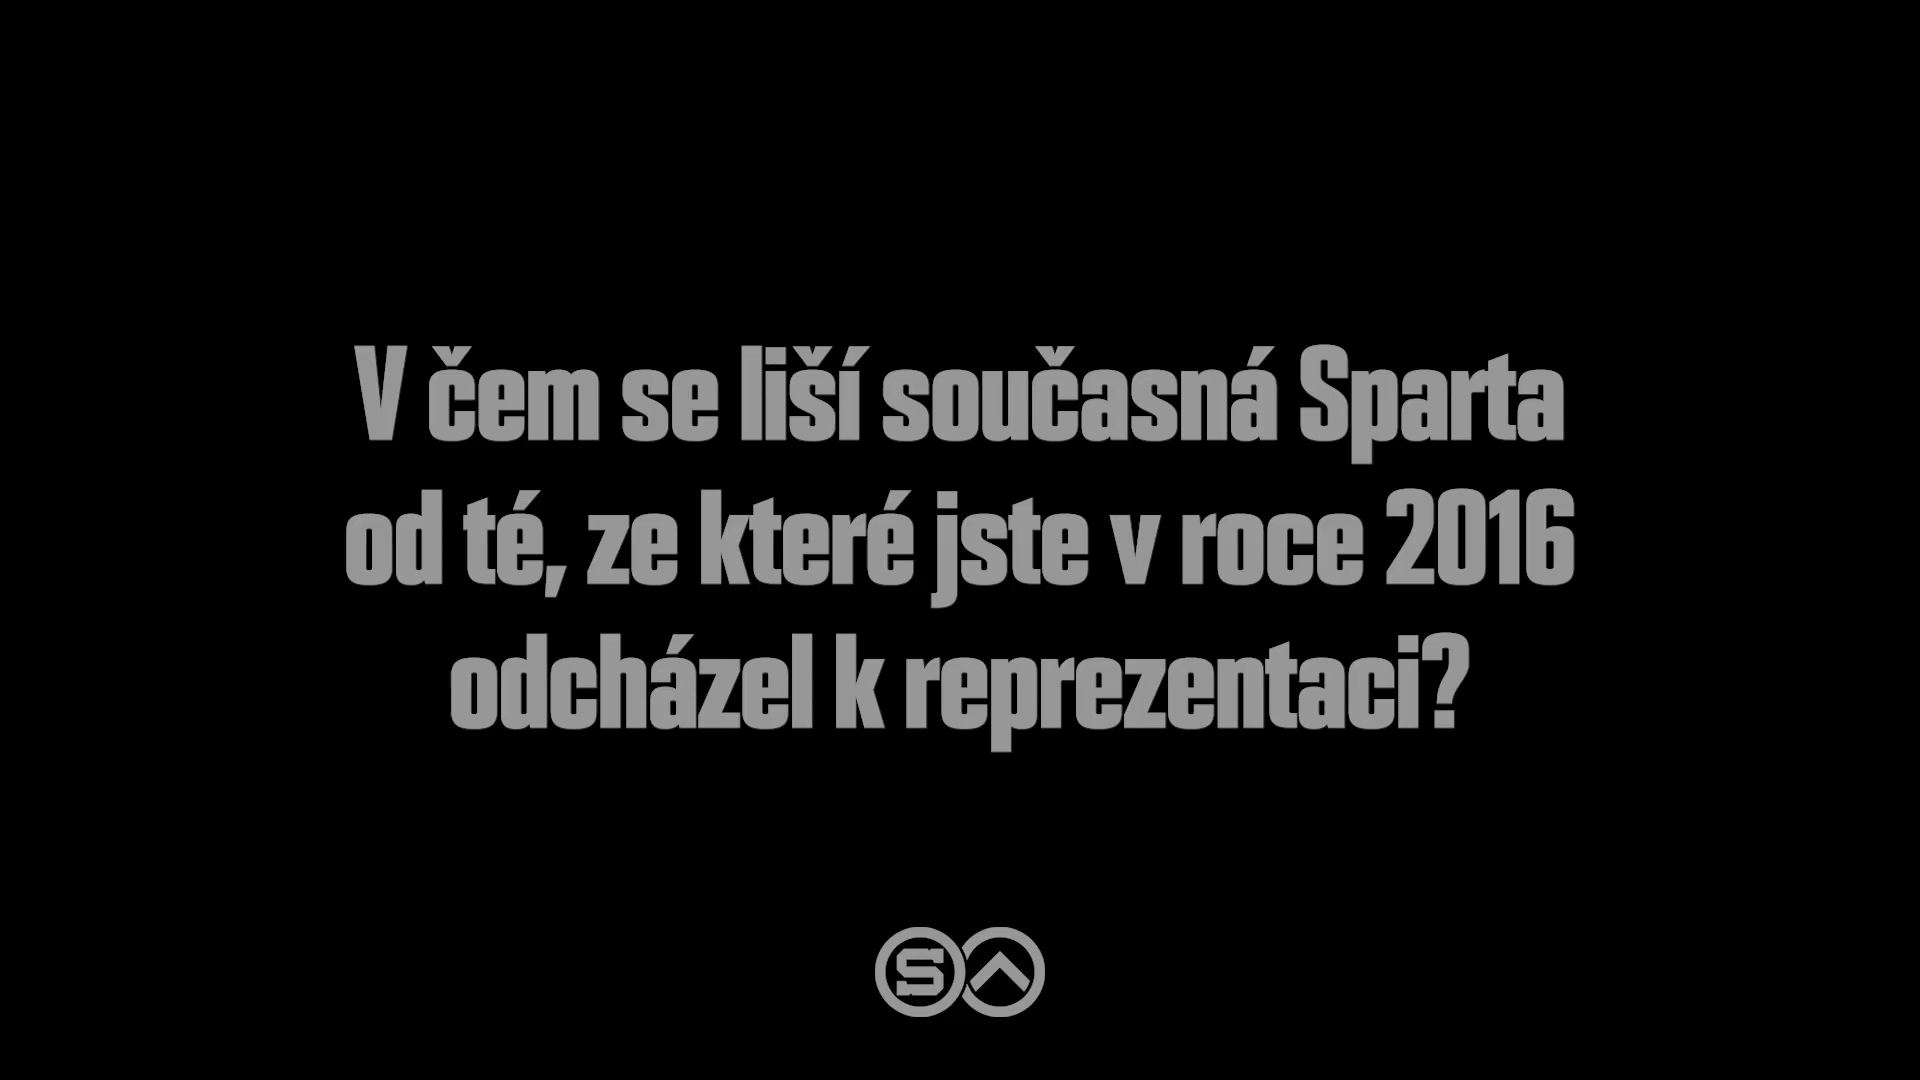 V čem se liší současná Sparta
od té, ze které jste v roce 2016
odcházel k reprezentaci?
S